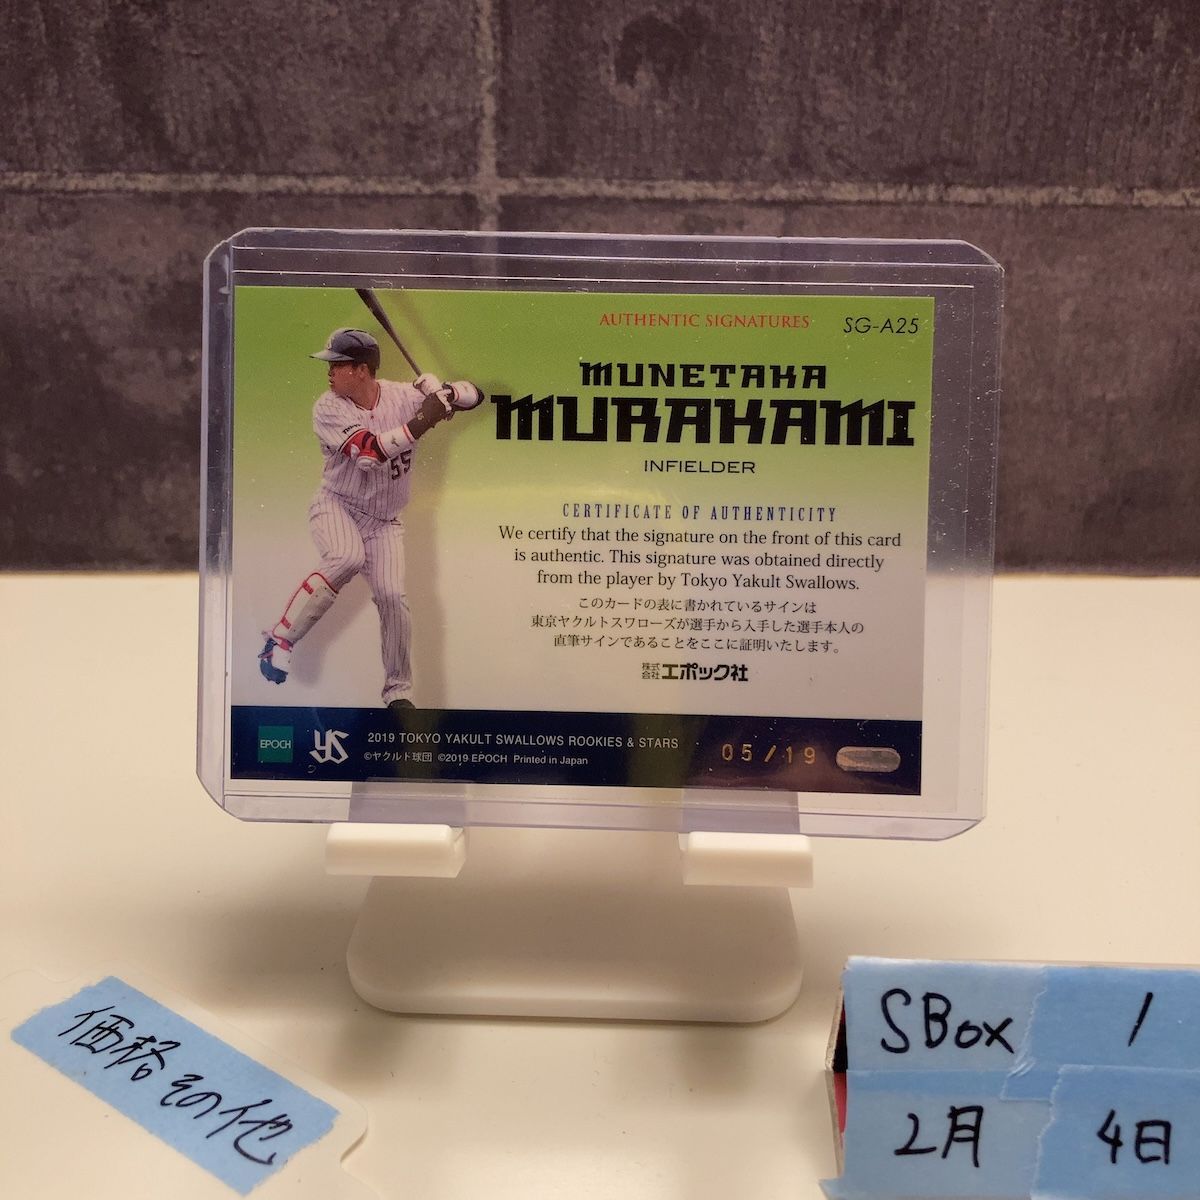 AUTHENTIC SIGNATURES SG-A25
MUNETAKA
MURAKAMI
INFIELDER
55
CERTIFICATE OF AUTHENTICITY
We certify that the signature on the front of this card
is authentic. This signature was obtained directly
from the player by Tokyo Yakult Swallows.
このカードの表に書かれているサインは
東京ヤクルトスワローズが選手から入手した選手本人の
直筆サインであることをここに証明いたします。
株式会社エポック社
EPOCH
YS
2019 TOKYO YAKULT SWALLOWS ROOKIES & STARS
©ヤクルト球団 ©2019 EPOCH Printed in Japan
05/19
価格その他
SBox 1
2月 4日